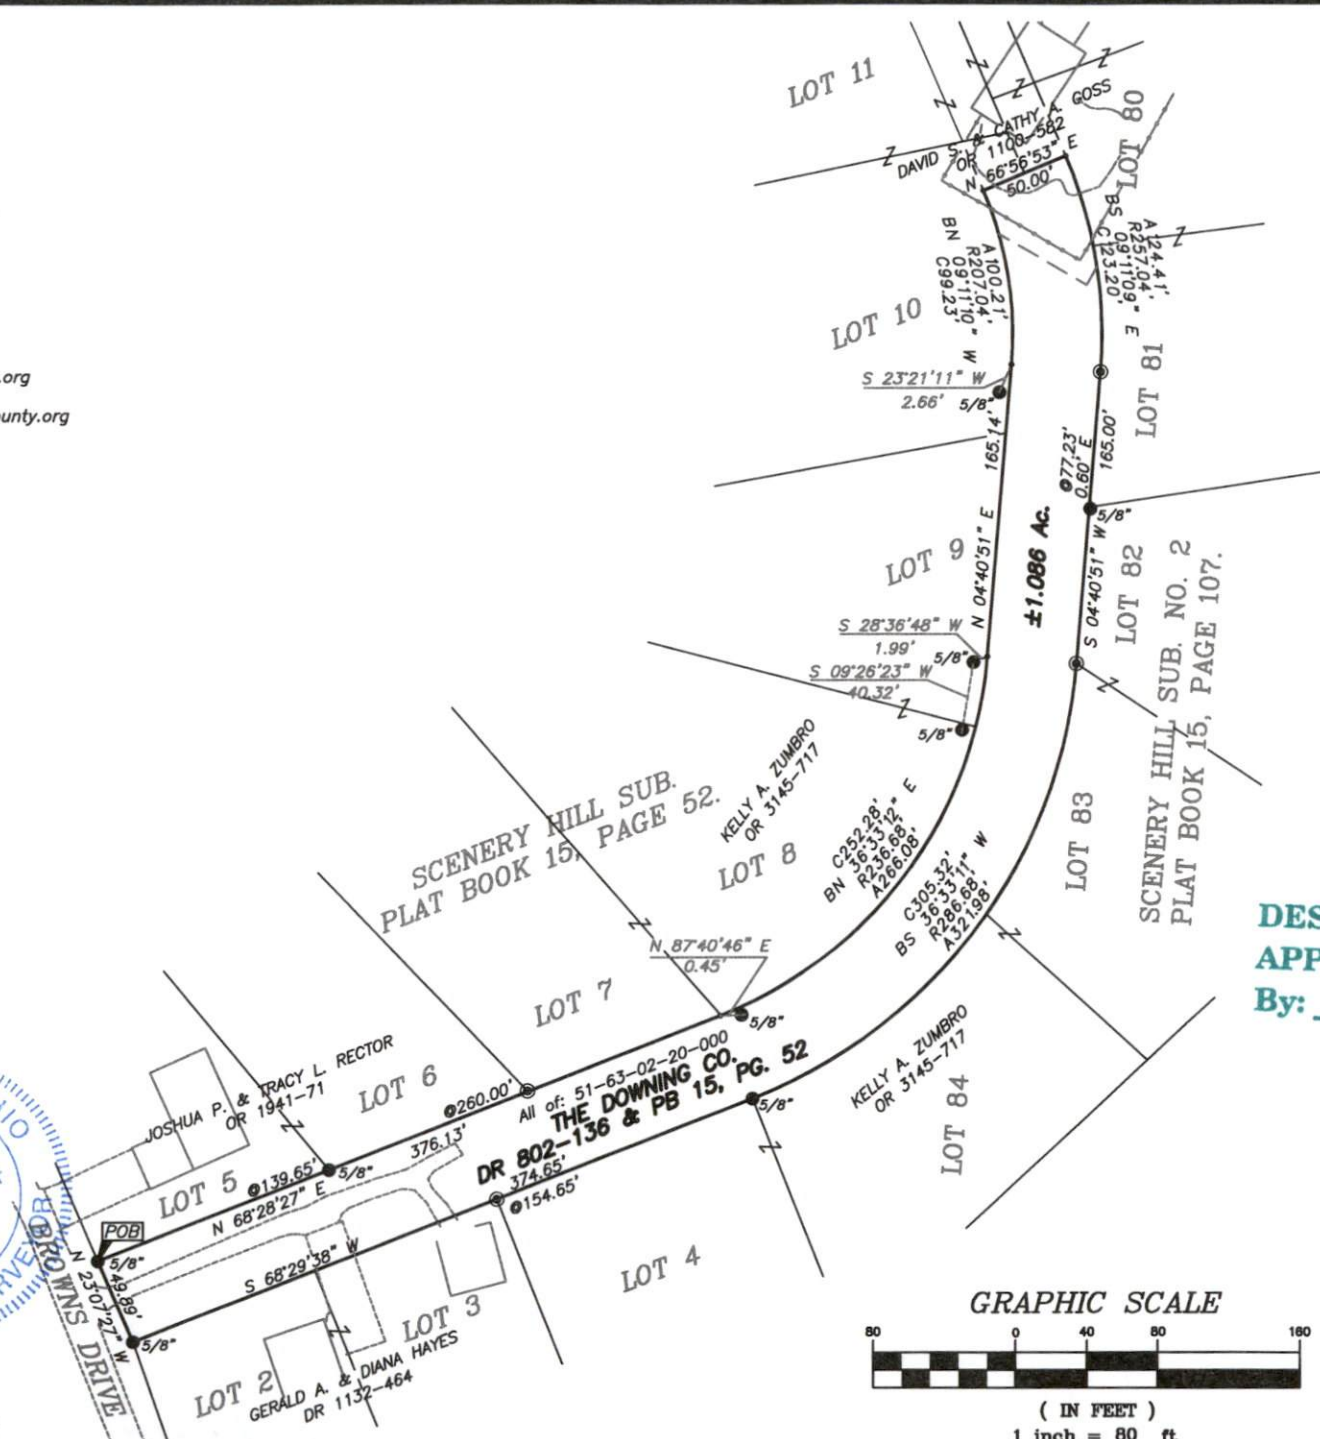 LOT 11
DAVID S. & CATHY A. GOSS
OR 1100-582
N 66°56'53" E
50.00'
LOT 80
A124.41'
R257.04'
BS 09°11'09" E
C123.20'
A100.21'
R207.04'
BN 09°11'10" W
C99.23'
LOT 10
LOT 81
.org
unty.org
S 23°21'11" W
2.66'
5/8"
165.14'
N 04°40'51" E
@77.23'
0.60' E
165.00'
5/8"
S 04°40'51" W
±1.086 Ac.
LOT 9
LOT 82
SCENERY HILL SUB. NO. 2
PLAT BOOK 15, PAGE 107.
S 28°36'48" W
1.99'
5/8"
S 09°26'23" W
40.32'
5/8"
KELLY A. ZUMBRO
OR 3145-717
SCENERY HILL SUB.
PLAT BOOK 15, PAGE 52.
LOT 8
C252.28'
BN 36°33'12" E
R236.68'
A266.08'
C305.32'
BS 36°33'11" W
R286.68'
A321.98'
LOT 83
DES
APP
By:
N 87°40'46" E
0.45'
5/8"
LOT 7
KELLY A. ZUMBRO
OR 3145-717
LOT 84
All of: 51-63-02-20-000
THE DOWNING CO.
DR 802-136 & PB 15, PG. 52
5/8"
JOSHUA P. & TRACY L. RECTOR
OR 1941-71
LOT 6
@260.00'
376.13'
374.65'
@154.65'
LOT 5
@139.65'
5/8"
N 68°28'27" E
POB
5/8"
S 68°29'38" W
N 23°07'27" W
49.89'
5/8"
BROWNS DRIVE
LOT 4
LOT 3
LOT 2
GERALD A. & DIANA HAYES
DR 1132-464
GRAPHIC SCALE
80 0 40 80 160
( IN FEET )
1 inch = 80 ft